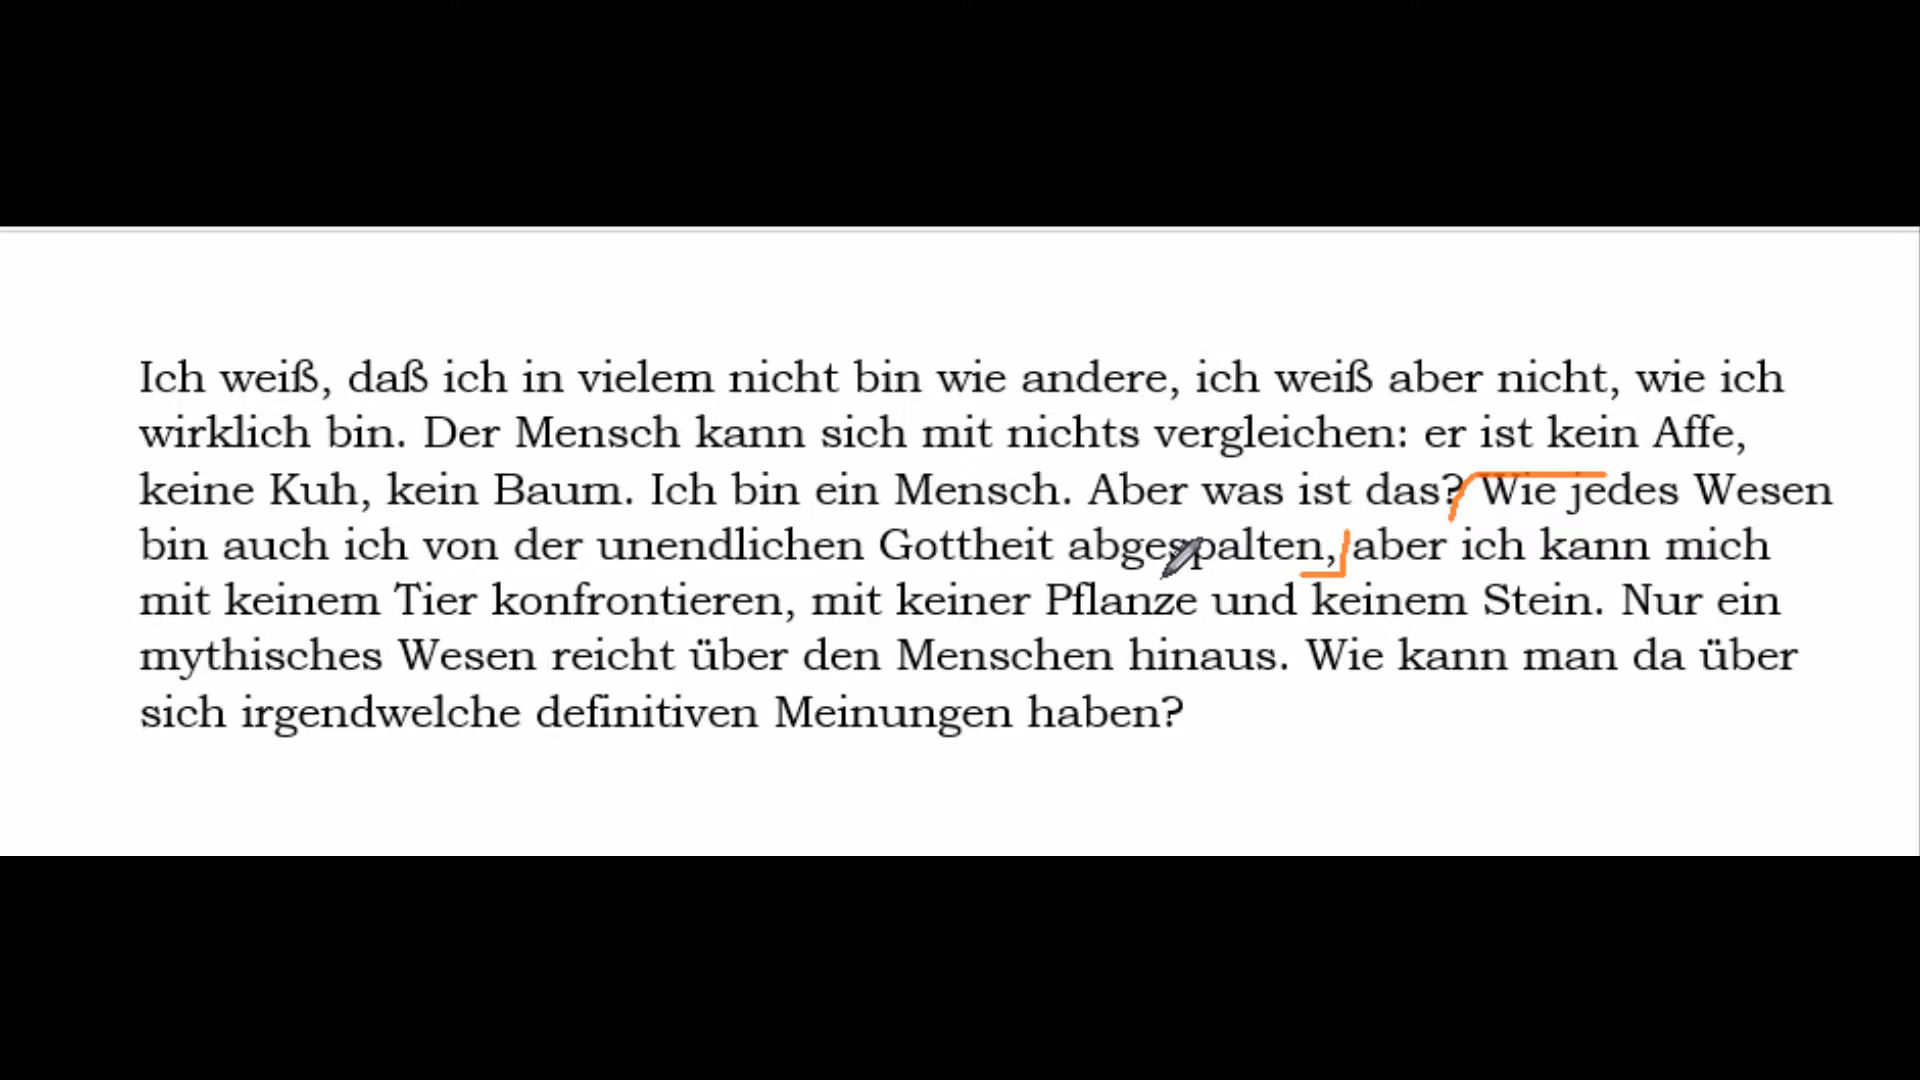 Ich weiß, daß ich in vielem nicht bin wie andere, ich weiß aber nicht, wie ich
wirklich bin. Der Mensch kann sich mit nichts vergleichen: er ist kein Affe,
keine Kuh, kein Baum. Ich bin ein Mensch. Aber was ist das? Wie jedes Wesen
bin auch ich von der unendlichen Gottheit abgespalten, aber ich kann mich
mit keinem Tier konfrontieren, mit keiner Pflanze und keinem Stein. Nur ein
mythisches Wesen reicht über den Menschen hinaus. Wie kann man da über
sich irgendwelche definitiven Meinungen haben?